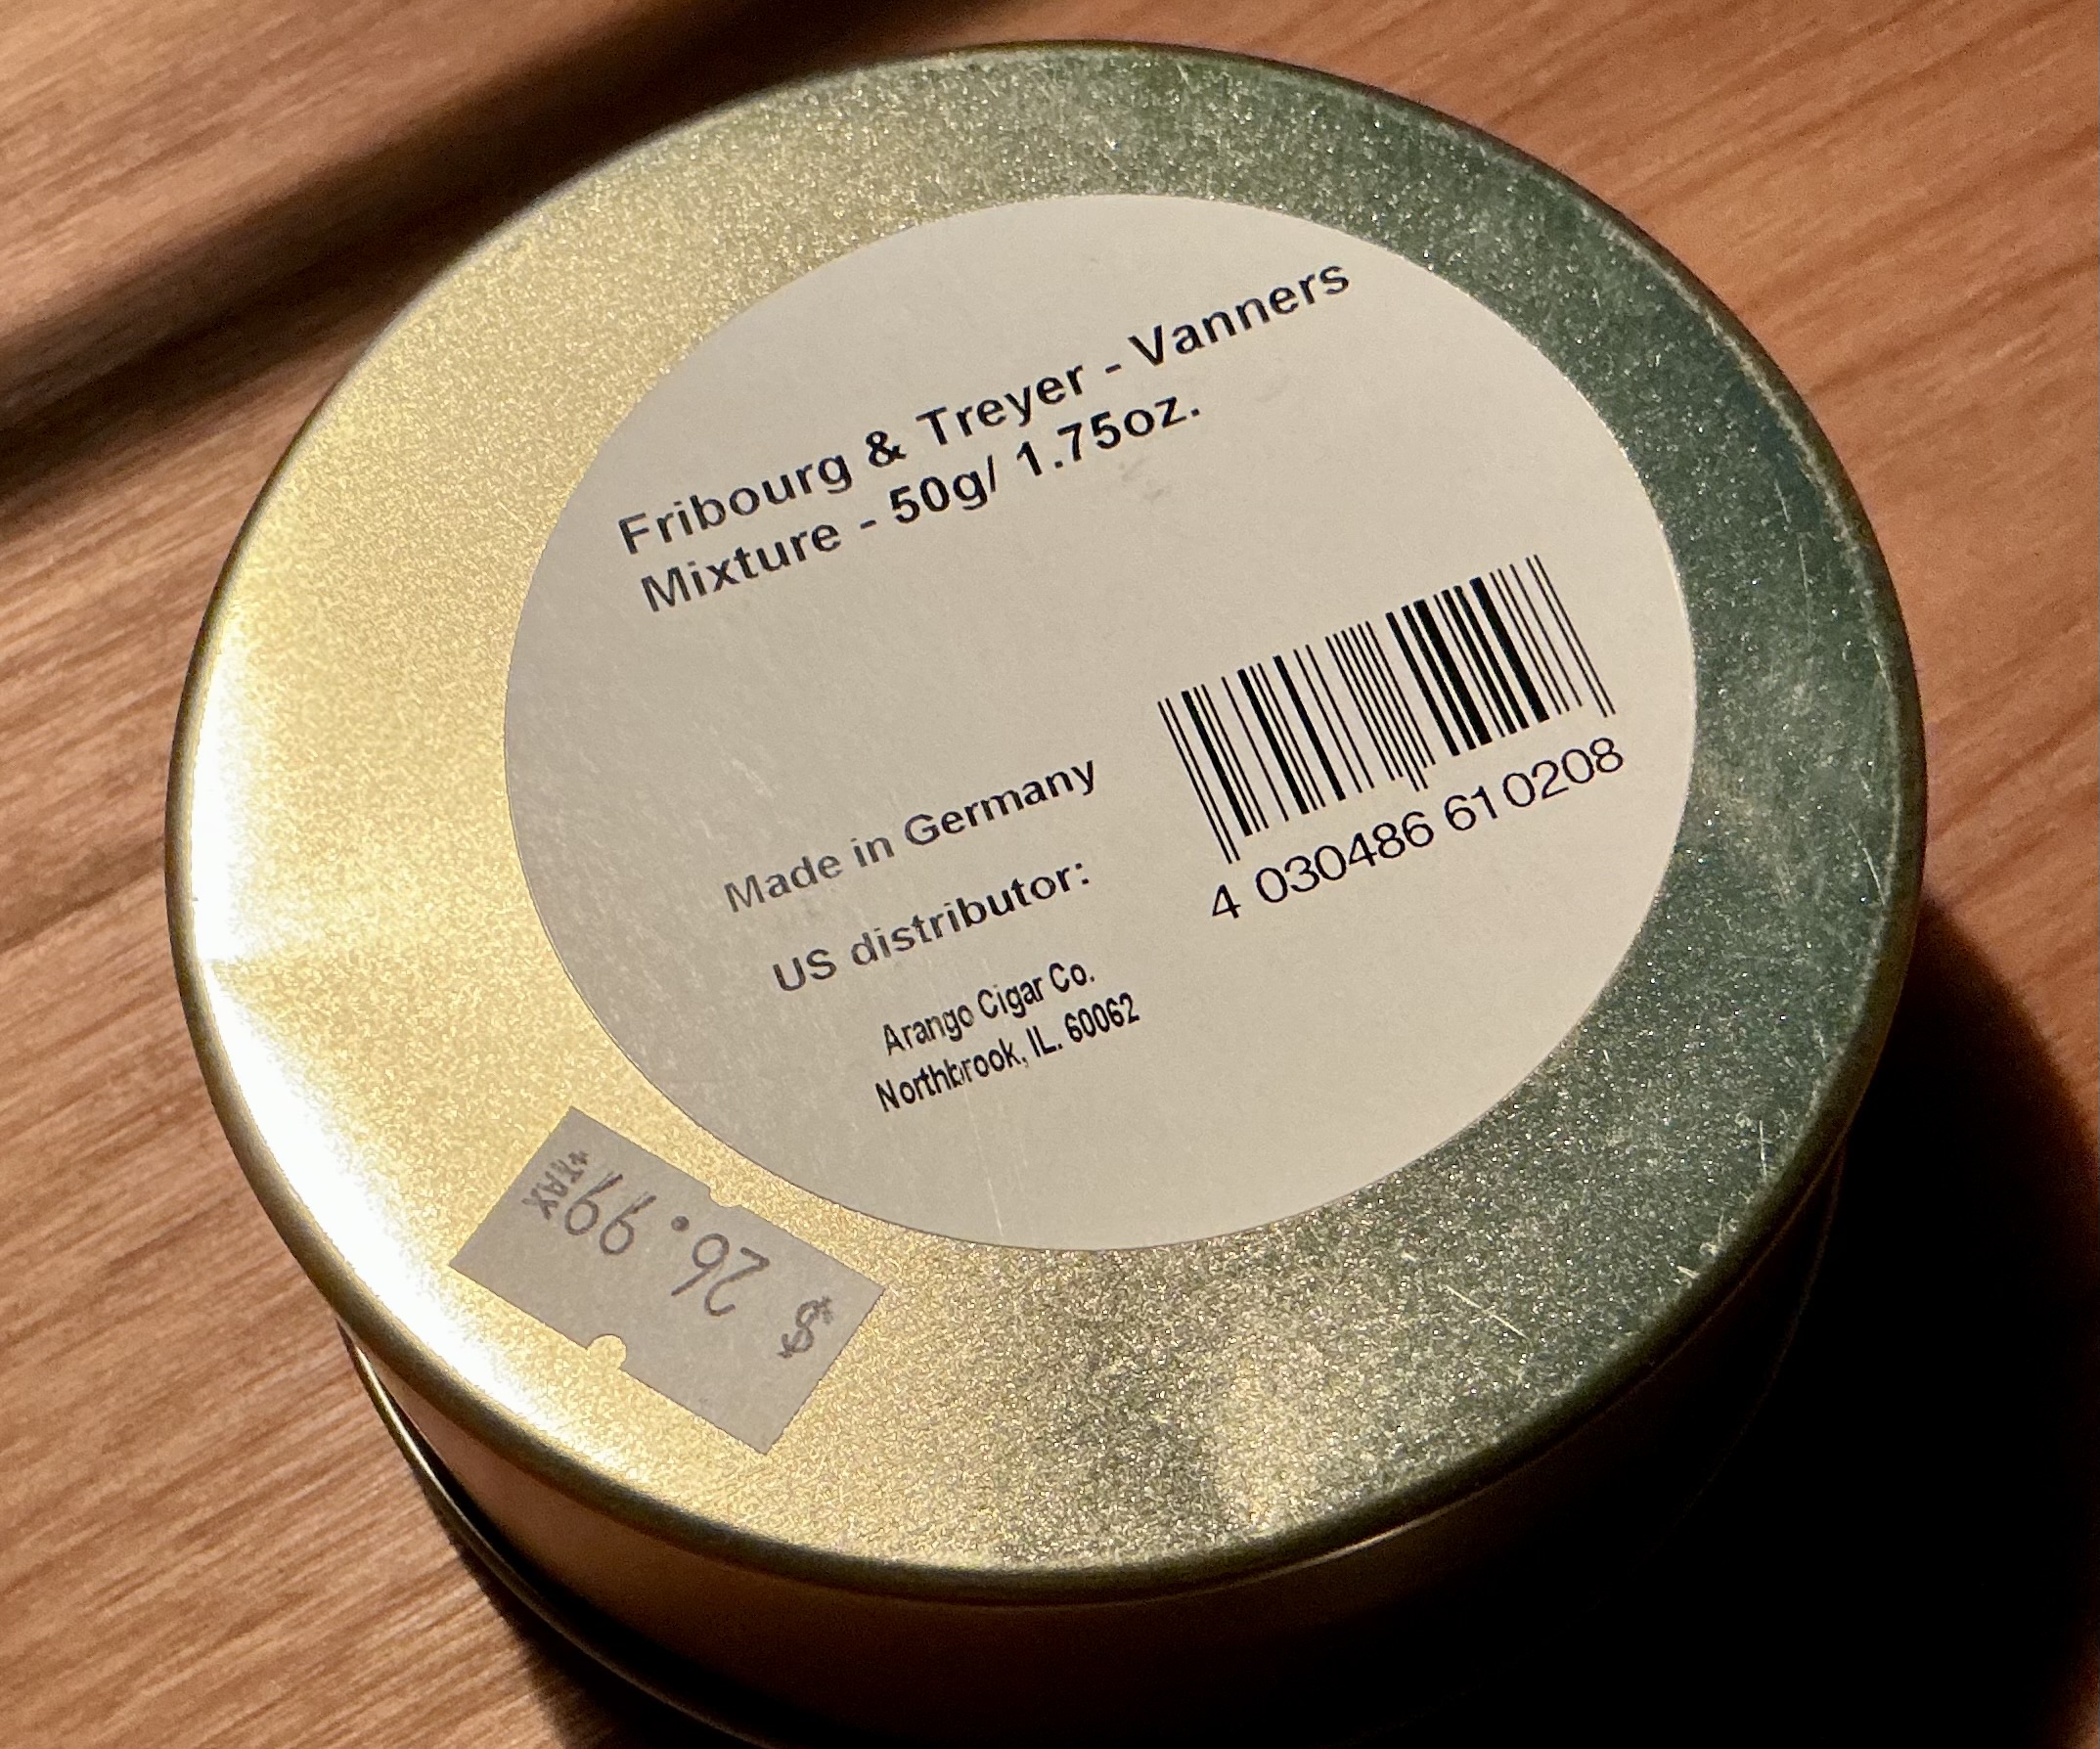 Fribourg & Treyer - Vanners
Mixture - 50g/ 1.75oz.
Made in Germany
US distributor:
Arango Cigar Co.
Northbrook, IL. 60062
4 030486 610208
$ 26.99
+TAX